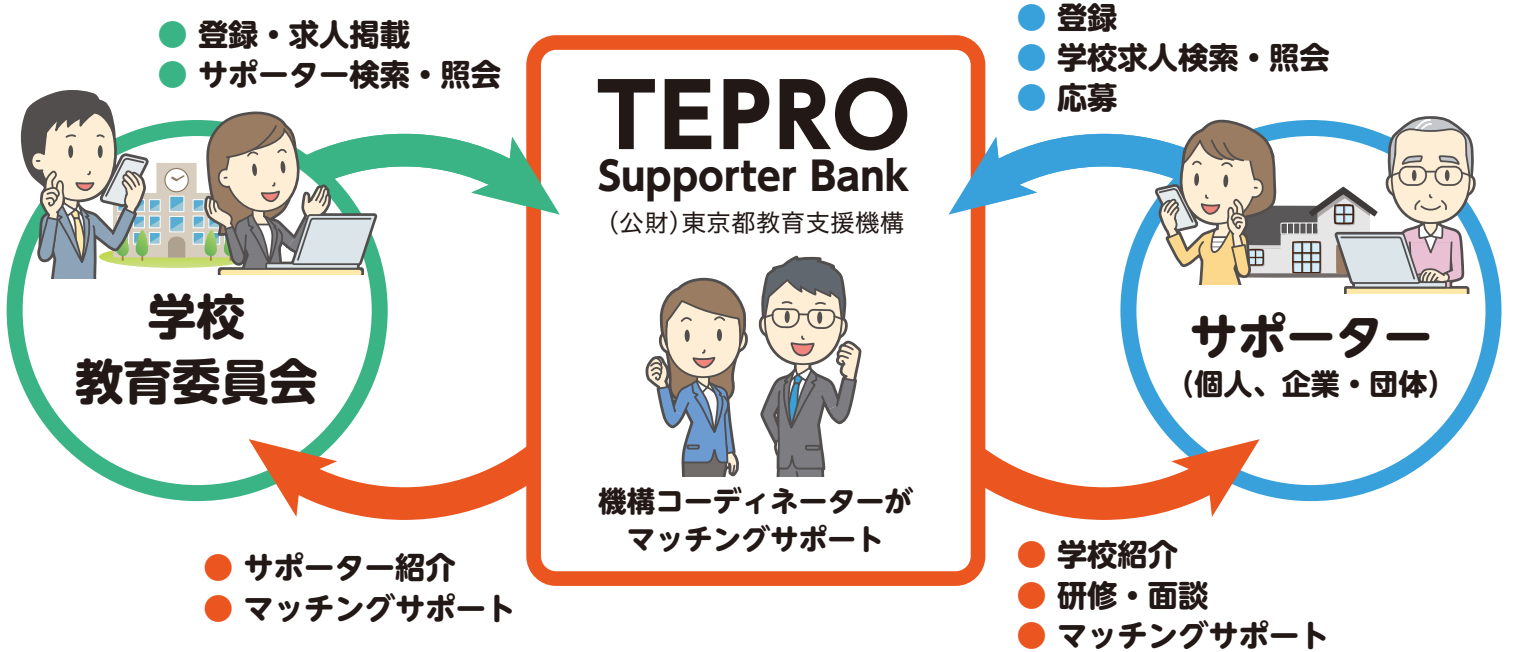 ● 登録・求人掲載
● サポーター検索・照会
学校
教育委員会
● サポーター紹介
● マッチングサポート
TEPRO
Supporter Bank
（公財）東京都教育支援機構
機構コーディネーターが
マッチングサポート
● 登録
● 学校求人検索・照会
● 応募
サポーター
（個人、企業・団体）
● 学校紹介
● 研修・面談
● マッチングサポート